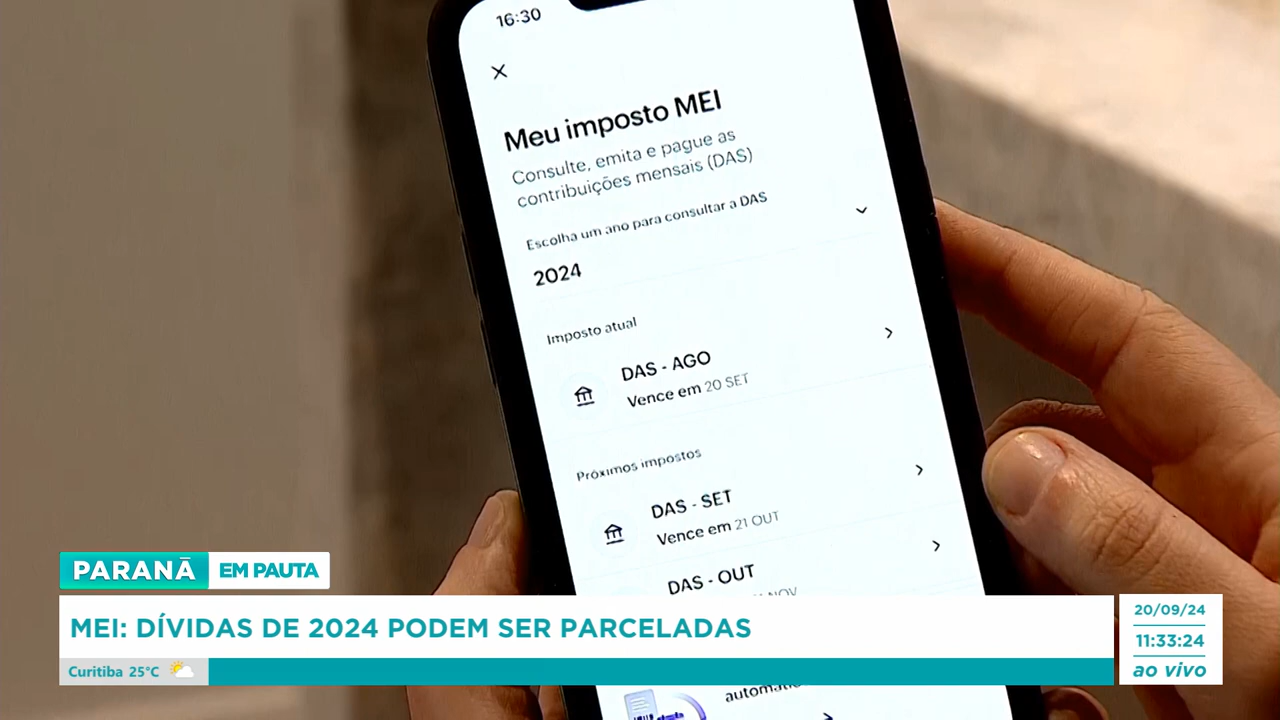 16:30
Meu imposto MEI
Consulte, emita e pague as
contribuições mensais (DAS)
Escolha um ano para consultar a DAS
2024
Imposto atual
DAS - AGO
Vence em 20 SET
Próximos impostos
DAS - SET
Vence em 21 OUT
DAS - OUT
NOV
PARANÁ EM PAUTA
MEI: DÍVIDAS DE 2024 PODEM SER PARCELADAS
Curitiba 25°C
20/09/24
11:33:24
ao vivo